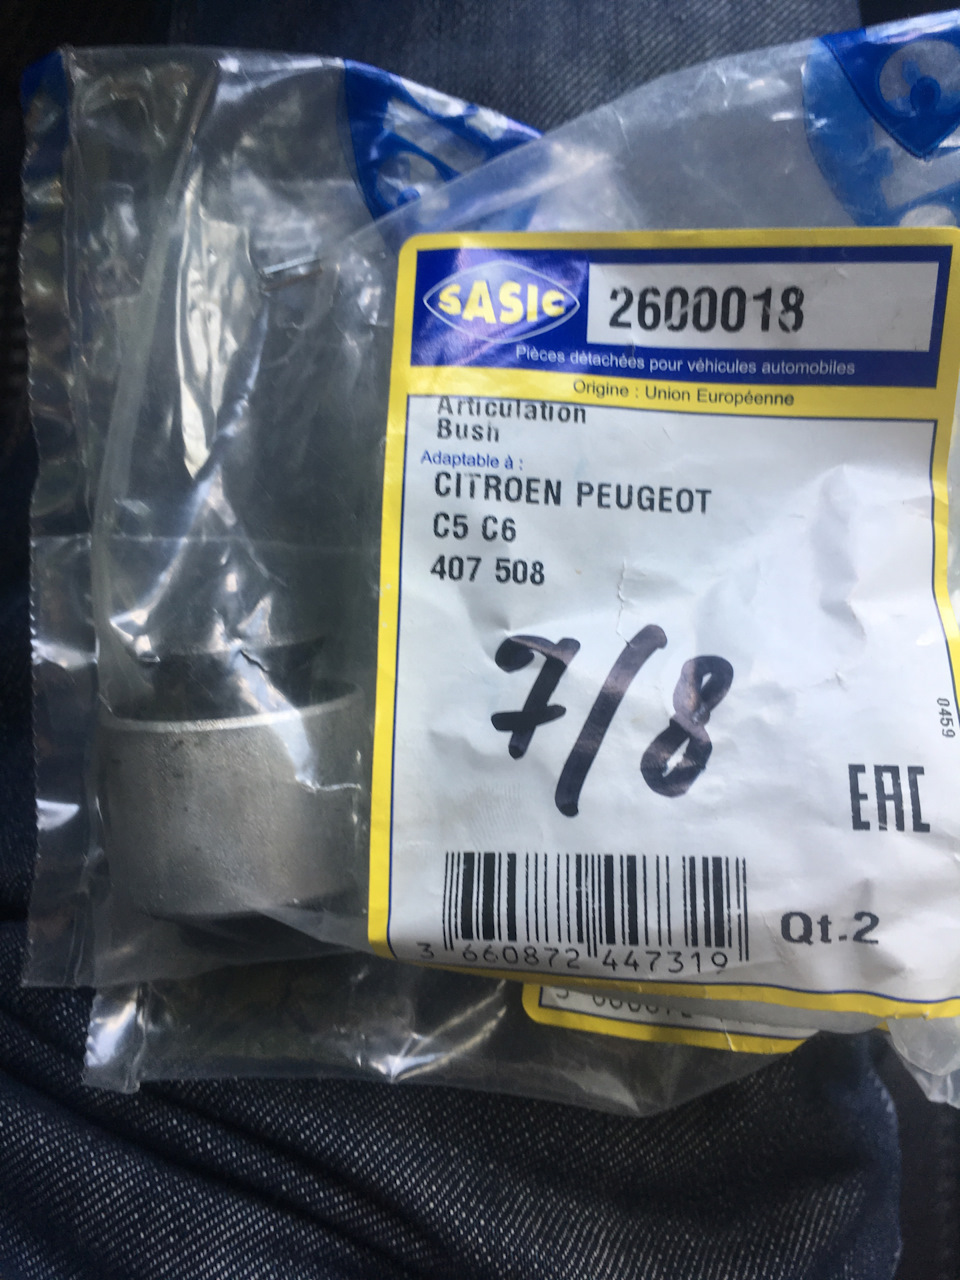 SASIC
2600018
Pièces détachées pour véhicules automobiles
Origine : Union Européenne
Articulation
Bush
Adaptable à :
CITROEN PEUGEOT
C5 C6
407 508
7/8
0459
EAC
Qt.2
3 660872 447319